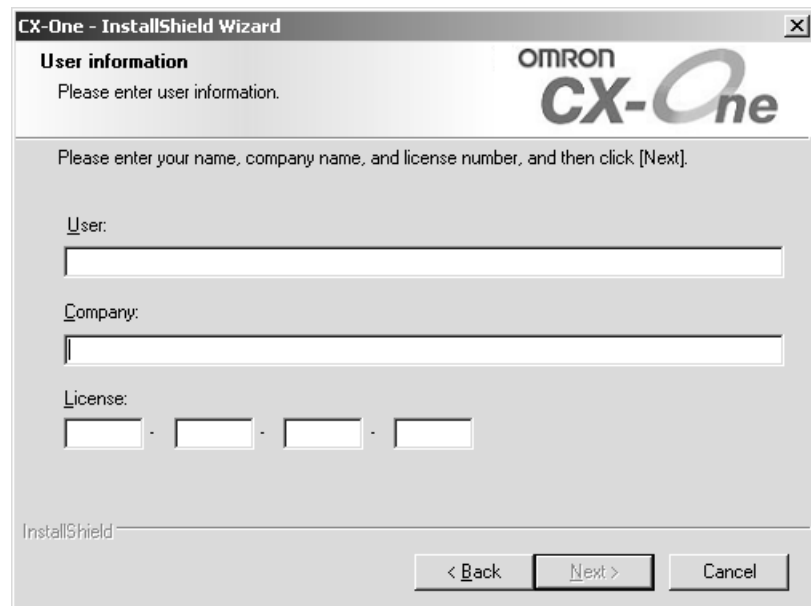 CX-One - InstallShield Wizard
User information
Please enter user information.
OMRON
CX-One
Please enter your name, company name, and license number, and then click [Next].
User:
Company:
License:
- - -
InstallShield
< Back Next > Cancel